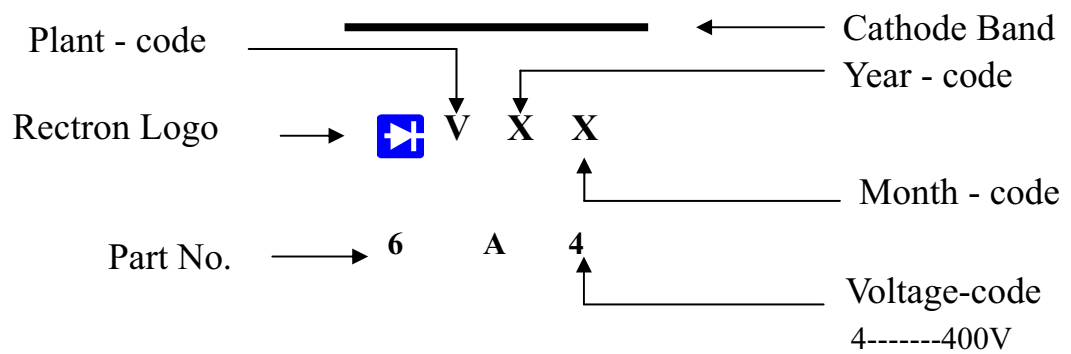 Plant - code
Cathode Band
Year - code
Rectron Logo
V X X
Month - code
Part No.
6 A 4
Voltage-code
4-------400V